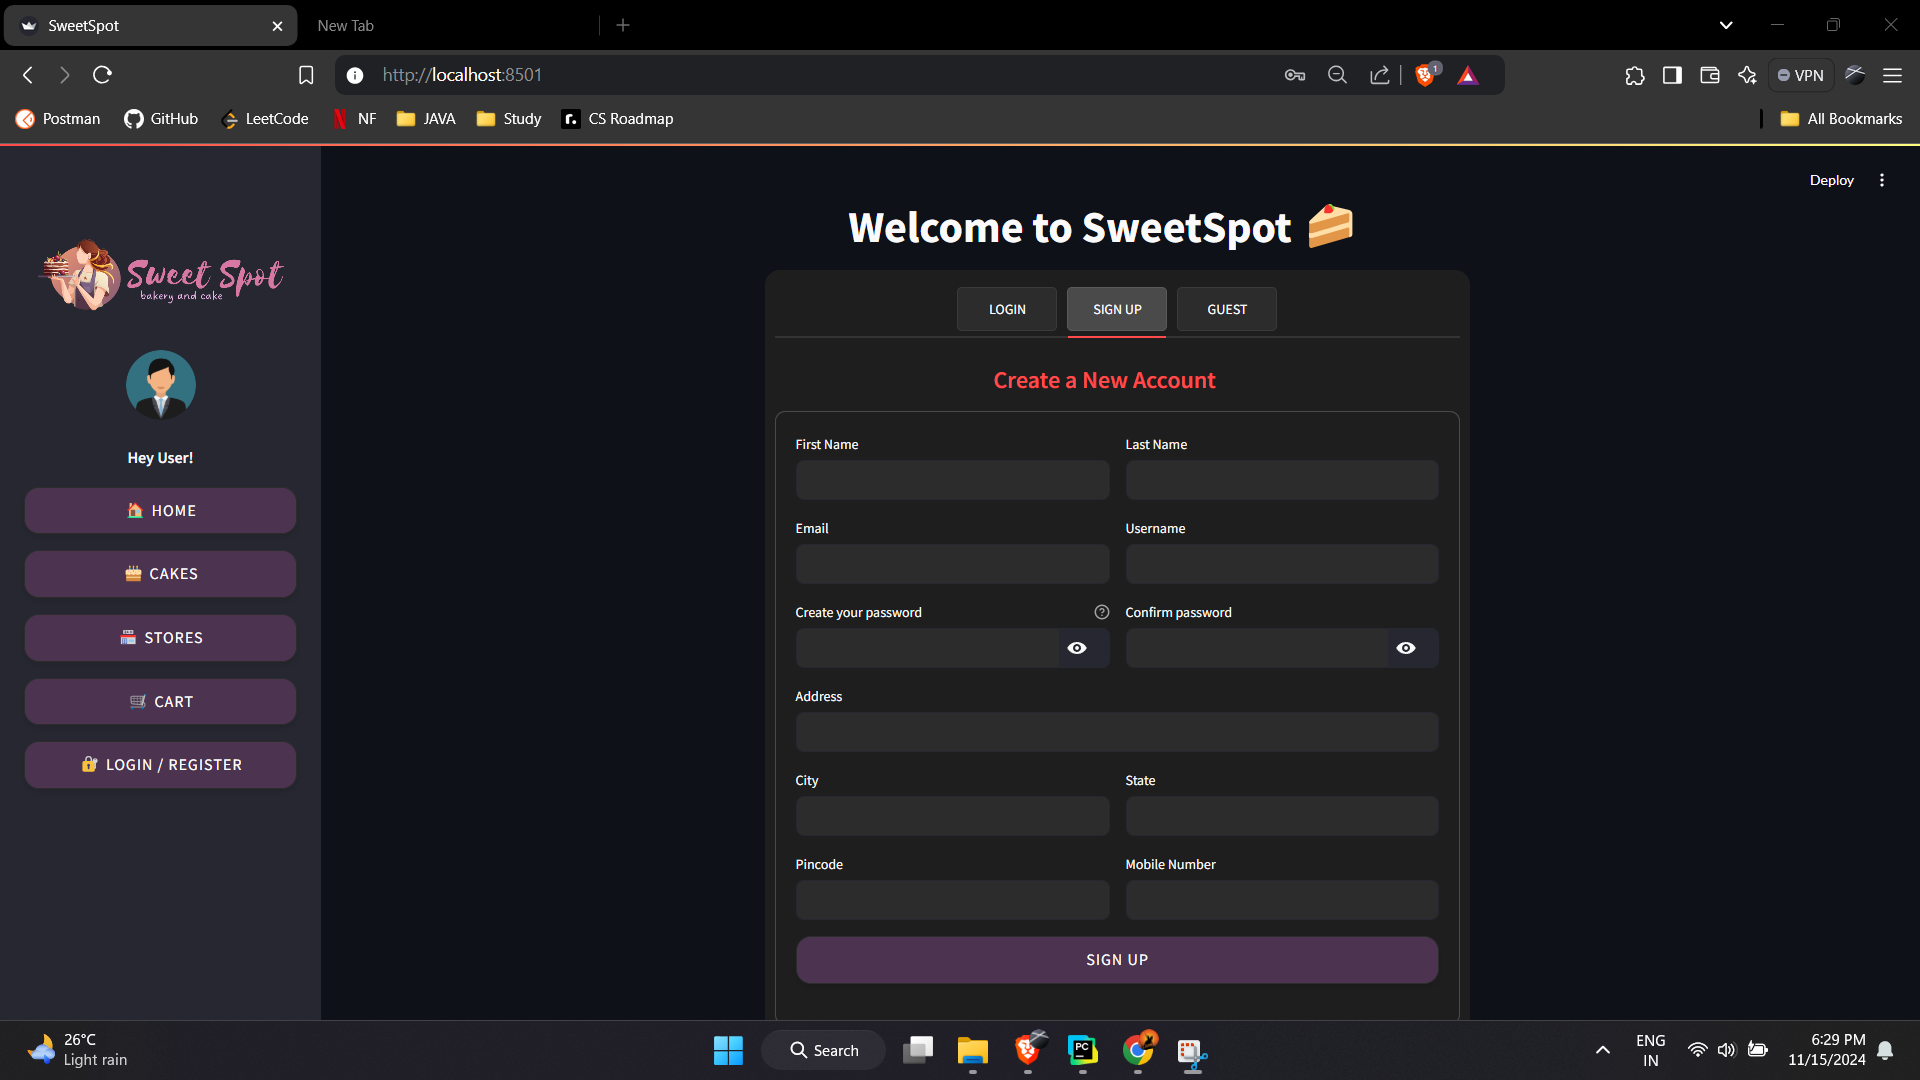 SweetSpot
New Tab
http://localhost:8501
1
VPN
Postman
GitHub
LeetCode
NF
JAVA
Study
CS Roadmap
All Bookmarks
Deploy
Sweet Spot
bakery and cake
Hey User!
HOME
CAKES
STORES
CART
LOGIN / REGISTER
Welcome to SweetSpot
LOGIN
SIGN UP
GUEST
Create a New Account
First Name
Last Name
Email
Username
Create your password
Confirm password
Address
City
State
Pincode
Mobile Number
SIGN UP
26°C
Light rain
Search
PC
ENG
IN
6:29 PM
11/15/2024